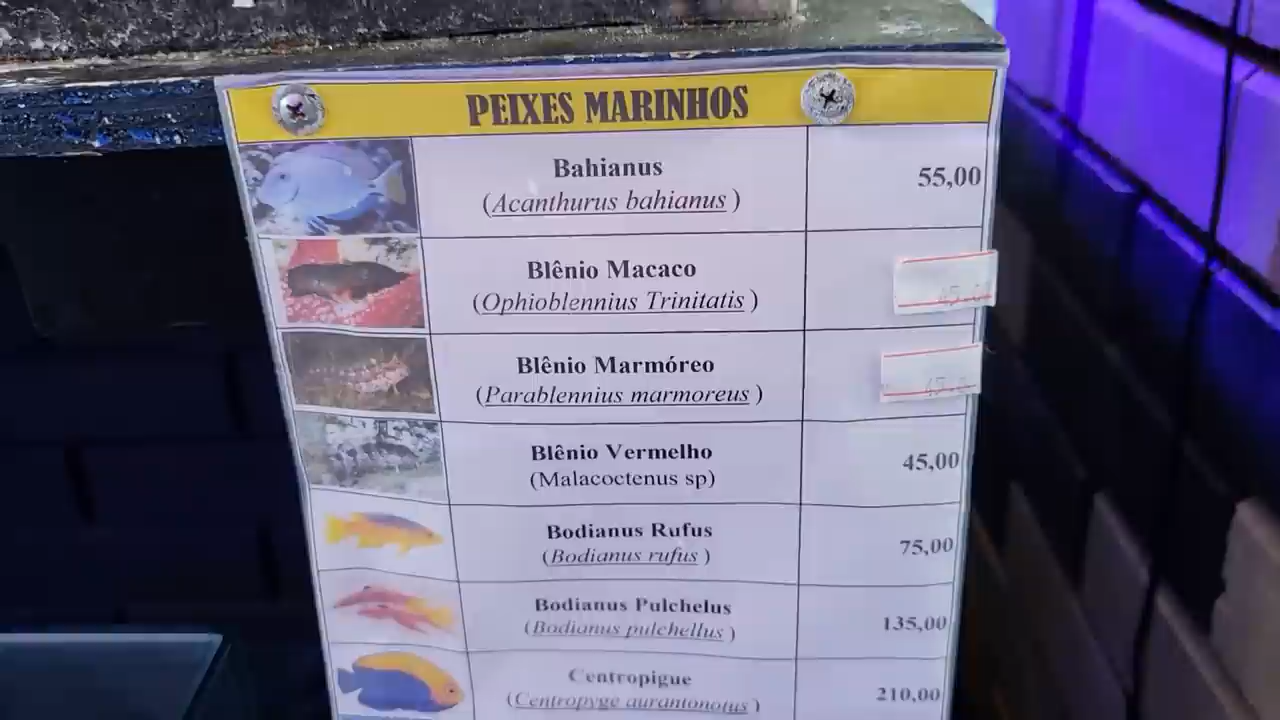 PEIXES MARINHOS
Bahianus
(Acanthurus bahianus )
55,00
Blênio Macaco
(Ophioblennius Trinitatis )
Blênio Marmóreo
(Parablennius marmoreus )
Blênio Vermelho
(Malacoctenus sp)
45,00
Bodianus Rufus
(Bodianus rufus )
75,00
Bodianus Pulchelus
(Bodianus pulchellus )
135,00
Centropigue
(Centropyge aurantonotus )
210,00